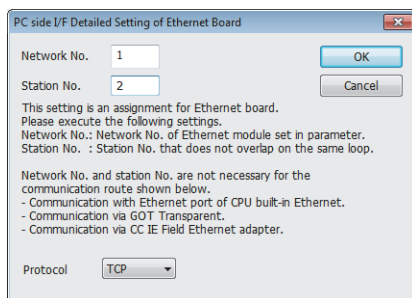 PC side I/F Detailed Setting of Ethernet Board
Network No. 1 OK
Station No. 2 Cancel
This setting is an assignment for Ethernet board.
Please execute the following settings.
Network No.: Network No. of Ethernet module set in parameter.
Station No. : Station No. that does not overlap on the same loop.
Network No. and station No. are not necessary for the
communication route shown below.
- Communication with Ethernet port of CPU built-in Ethernet.
- Communication via GOT Transparent.
- Communication via CC IE Field Ethernet adapter.
Protocol TCP